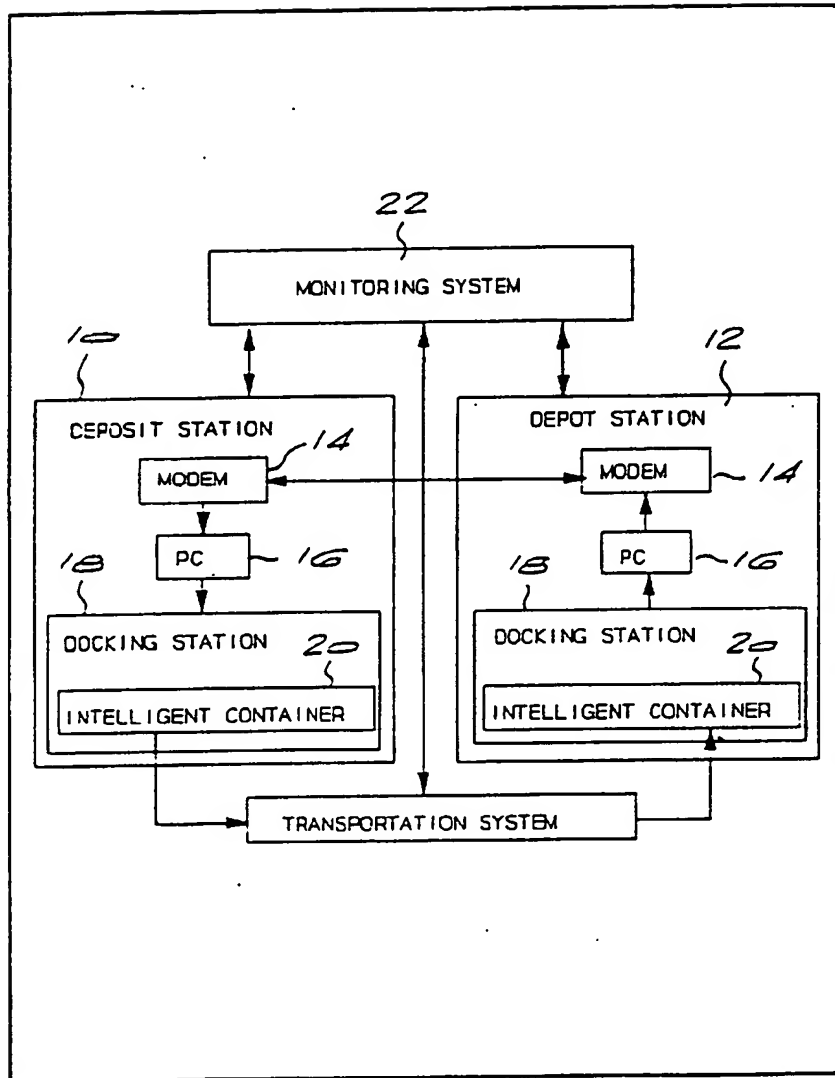 22
MONITORING SYSTEM
10
12
DEPOSIT STATION
DEPOT STATION
14
MODEM
MODEM
14
PC
16
PC
16
18
18
DOCKING STATION
DOCKING STATION
20
20
INTELLIGENT CONTAINER
INTELLIGENT CONTAINER
TRANSPORTATION SYSTEM